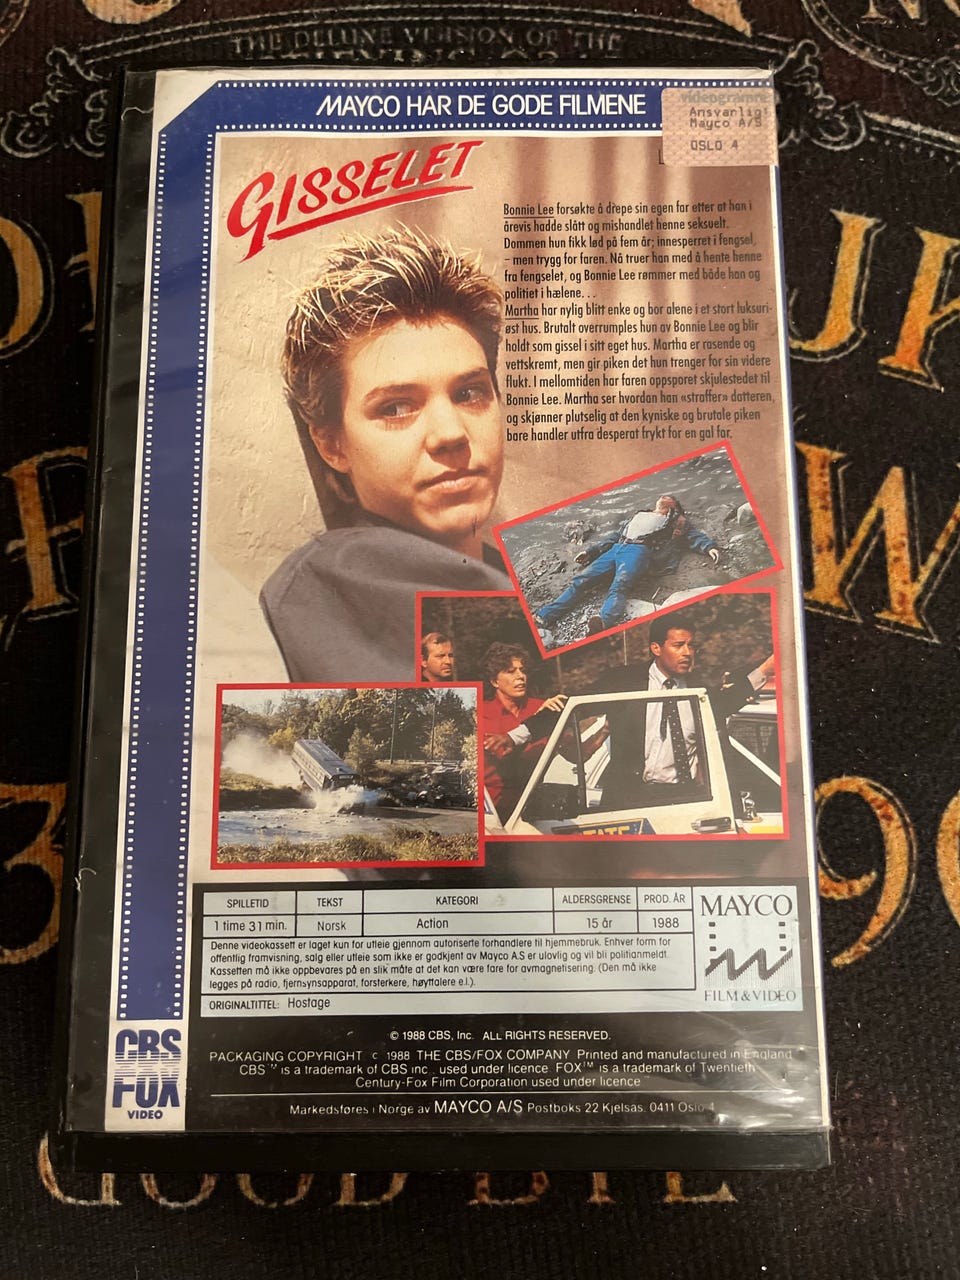 THE DELUXE VERSION OF THE
MAYCO HAR DE GODE FILMENE
videogramre
Ansvarlig!
Mayco A/S
OSLO 4
GISSELET
Bonnie Lee forsøkte å drepe sin egen far etter at han i
årevis hadde slått og mishandlet henne seksuelt.
Dommen hun fikk lød på fem år; innesperret i fengsel,
– men trygg for faren. Nå truer han med å hente henne
fra fengselet, og Bonnie Lee rømmer med både han og
politiet i hælene...
Martha har nylig blitt enke og bor alene i et stort luksuri-
øst hus. Brutalt overrumples hun av Bonnie Lee og blir
holdt som gissel i sitt eget hus. Martha er rasende og
vettskremt, men gir piken det hun trenger for sin videre
flukt. I mellomtiden har faren oppsporet skjulestedet til
Bonnie Lee. Martha ser hvordan han «straffer» datteren,
og skjønner plutselig at den kyniske og brutale piken
bare handler utfra desperat frykt for en gal far.
STATE
SPILLETID TEKST KATEGORI ALDERSGRENSE PROD. ÅR
1 time 31 min. Norsk Action 15 år 1988
Denne videokassett er laget kun for utleie gjennom autoriserte forhandlere til hjemmebruk. Enhver form for
offentlig framvisning, salg eller utleie som ikke er godkjent av Mayco A.S er ulovlig og vil bli politianmeldt.
Kassetten må ikke oppbevares på en slik måte at det kan være fare for avmagnetisering. (Den må ikke
legges på radio, fjernsynsapparat, forsterkere, høyttalere e.l.).
ORIGINALTITTEL: Hostage
MAYCO
FILM & VIDEO
© 1988 CBS, Inc. ALL RIGHTS RESERVED.
PACKAGING COPYRIGHT c 1988 THE CBS/FOX COMPANY Printed and manufactured in England
CBS™ is a trademark of CBS inc. used under licence FOX™ is a trademark of Twentieth
Century-Fox Film Corporation used under licence
Markedsføres i Norge av MAYCO A/S Postboks 22 Kjelsås. 0411 Oslo 4
CBS
FOX
VIDEO
GOOD BYE